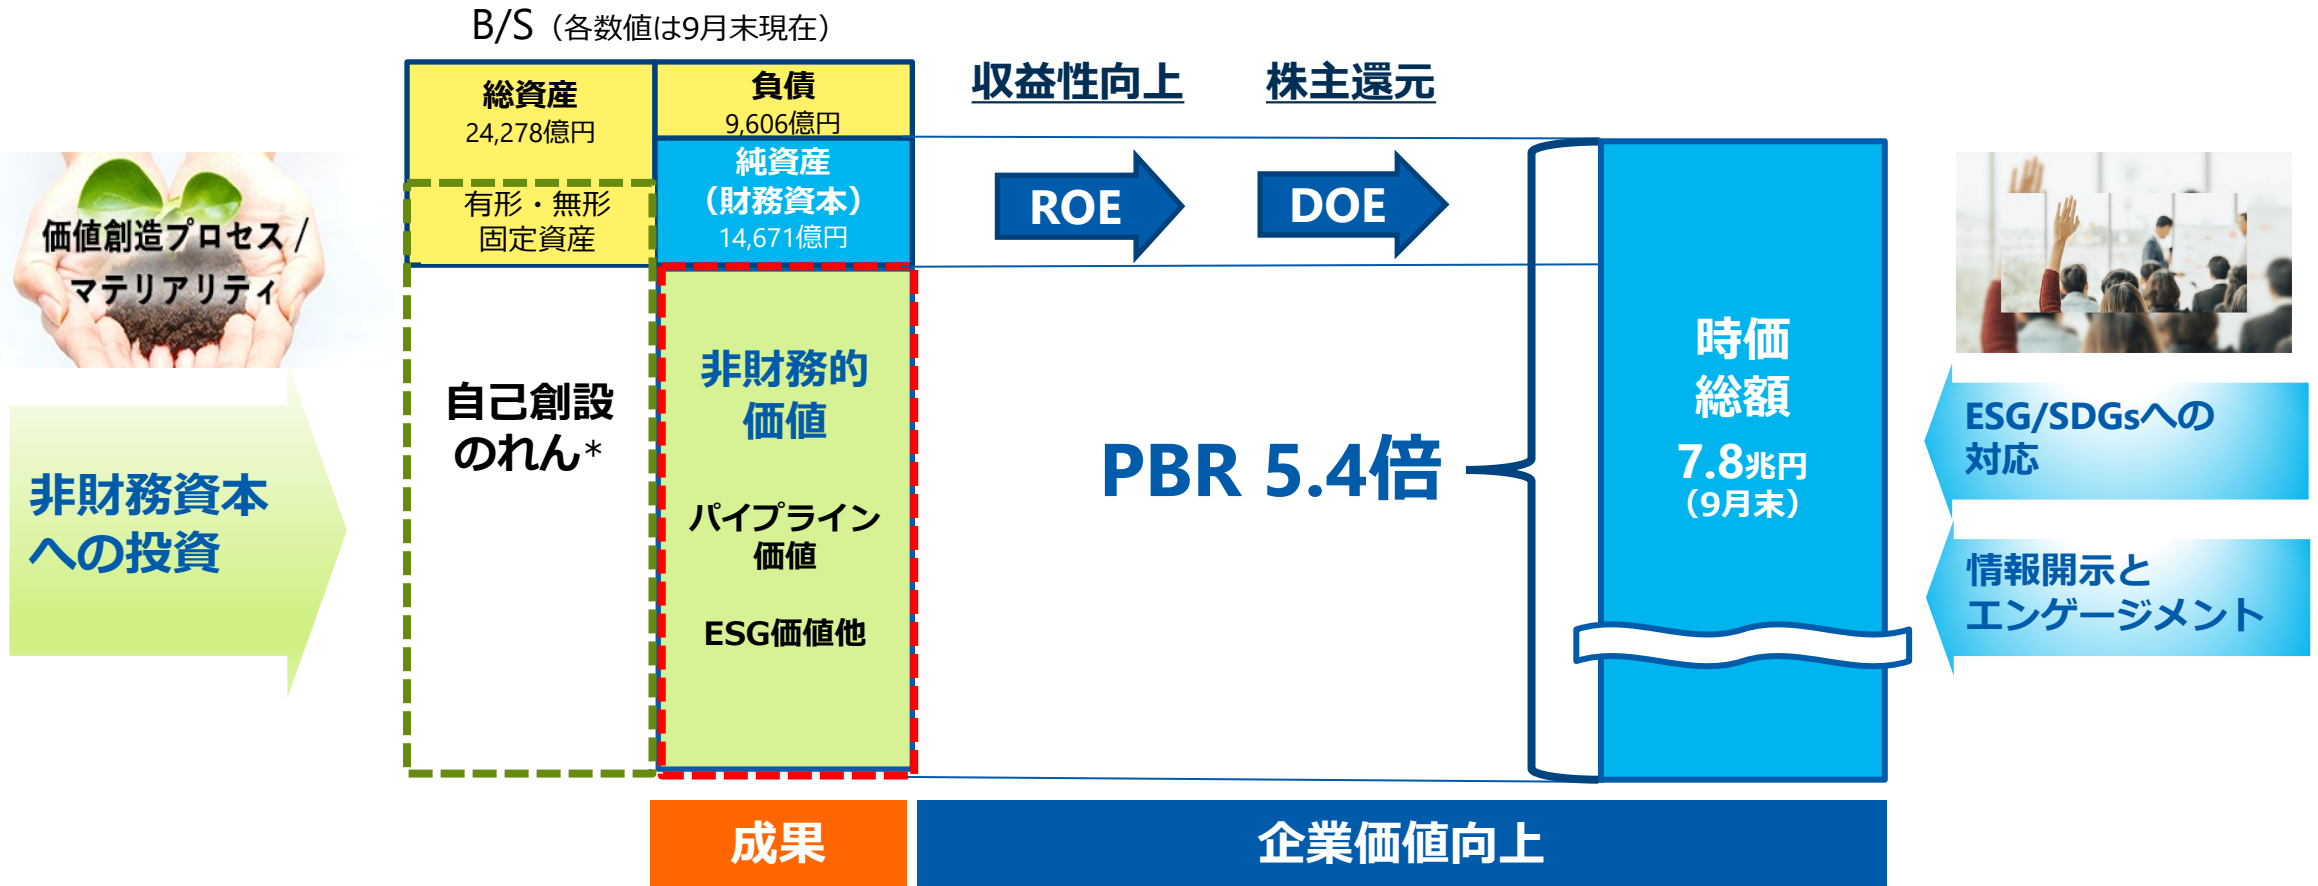 B/S（各数値は9月末現在）
総資産
24,278億円
有形・無形
固定資産
負債
9,606億円
純資産
（財務資本）
14,671億円
収益性向上
株主還元
ROE
DOE
価値創造プロセス /
マテリアリティ
非財務資本
への投資
自己創設
のれん*
非財務的
価値
パイプライン
価値
ESG価値他
PBR 5.4倍
時価
総額
7.8兆円
（9月末）
ESG/SDGsへの
対応
情報開示と
エンゲージメント
成果
企業価値向上